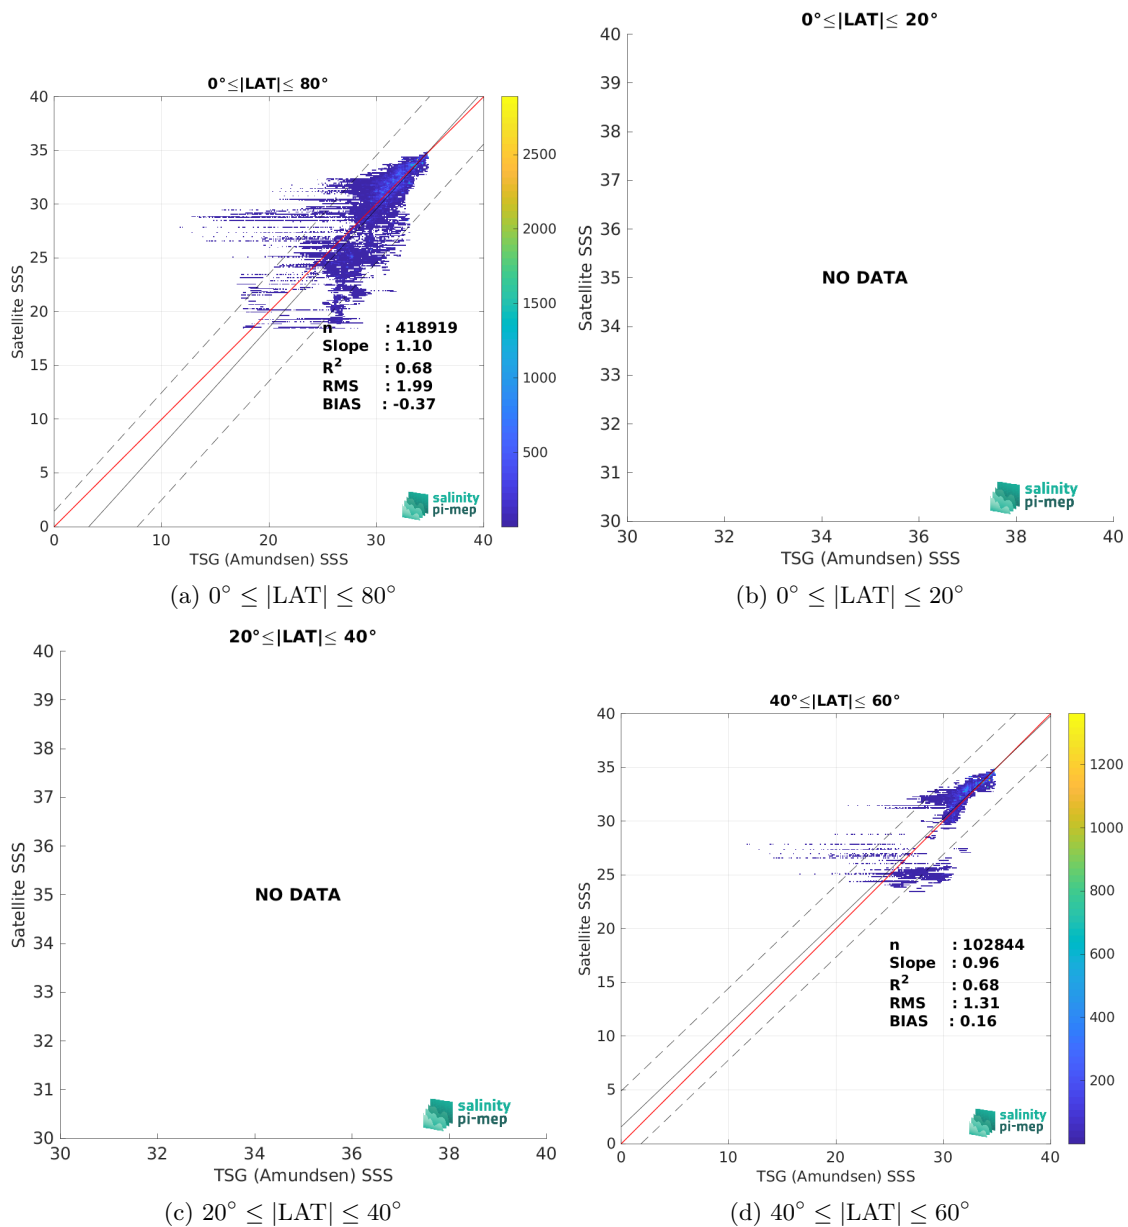 0°≤|LAT|≤ 80°
40
35
30
25
20
15
10
5
0
Satellite SSS
0
10
20
30
40
TSG (Amundsen) SSS
2500
2000
1500
1000
500
n : 418919
Slope : 1.10
R² : 0.68
RMS : 1.99
BIAS : -0.37
salinity
pi-mep
(a) 0° ≤ |LAT| ≤ 80°
0°≤|LAT|≤ 20°
40
39
38
37
36
35
34
33
32
31
30
Satellite SSS
NO DATA
salinity
pi-mep
30
32
34
36
38
40
TSG (Amundsen) SSS
(b) 0° ≤ |LAT| ≤ 20°
20°≤|LAT|≤ 40°
40
39
38
37
36
35
34
33
32
31
30
Satellite SSS
NO DATA
salinity
pi-mep
30
32
34
36
38
40
TSG (Amundsen) SSS
(c) 20° ≤ |LAT| ≤ 40°
40°≤|LAT|≤ 60°
40
35
30
25
20
15
10
5
0
Satellite SSS
0
10
20
30
40
TSG (Amundsen) SSS
1200
1000
800
600
400
200
n : 102844
Slope : 0.96
R² : 0.68
RMS : 1.31
BIAS : 0.16
salinity
pi-mep
(d) 40° ≤ |LAT| ≤ 60°